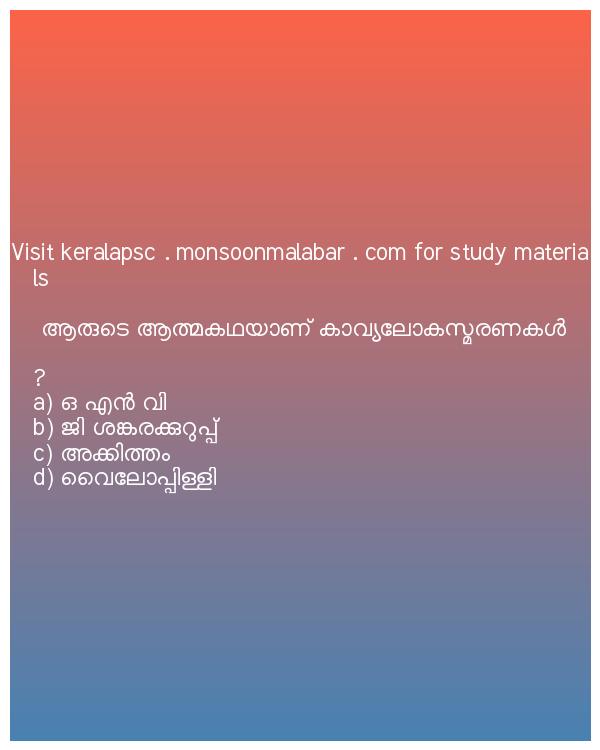 Visit keralapsc . monsoonmalabar . com for study materia
ls
ആരുടെ ആത്മകഥയാണ് കാവ്യലോകസ്മരണകൾ
?
a) ഒ എൻ വി
b) ജി ശങ്കരക്കുറുപ്പ്
c) അക്കിത്തം
d) വൈലോപ്പിള്ളി